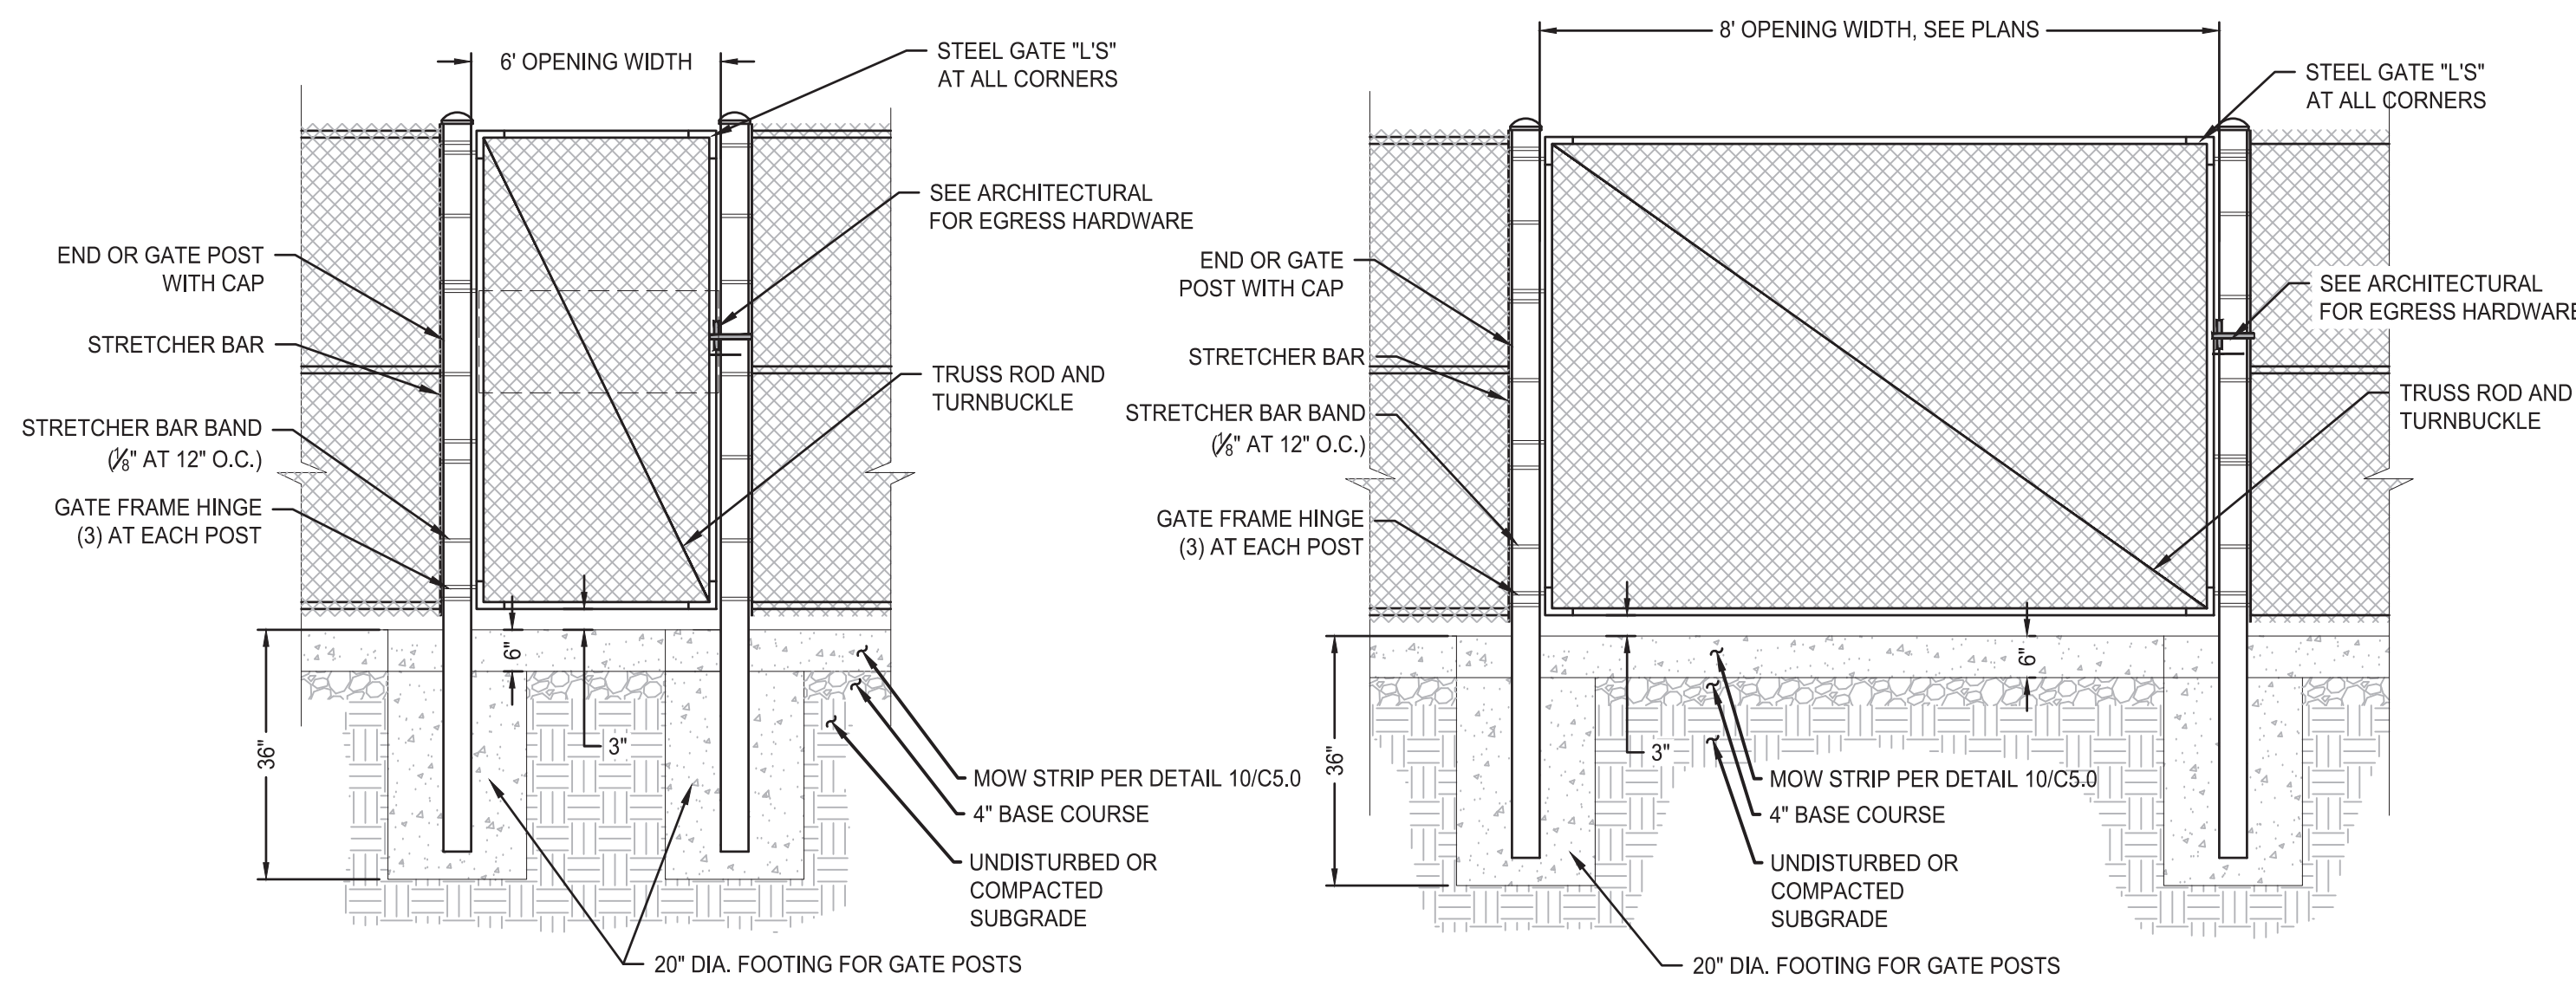 6' OPENING WIDTH
STEEL GATE "L'S"
AT ALL CORNERS
SEE ARCHITECTURAL
FOR EGRESS HARDWARE
END OR GATE POST
WITH CAP
STRETCHER BAR
TRUSS ROD AND
TURNBUCKLE
STRETCHER BAR BAND
(⅛" AT 12" O.C.)
GATE FRAME HINGE
(3) AT EACH POST
6"
36"
3"
MOW STRIP PER DETAIL 10/C5.0
4" BASE COURSE
UNDISTURBED OR
COMPACTED
SUBGRADE
20" DIA. FOOTING FOR GATE POSTS
8' OPENING WIDTH, SEE PLANS
STEEL GATE "L'S"
AT ALL CORNERS
END OR GATE
POST WITH CAP
SEE ARCHITECTURAL
FOR EGRESS HARDWARE
STRETCHER BAR
TRUSS ROD AND
TURNBUCKLE
STRETCHER BAR BAND
(⅛" AT 12" O.C.)
GATE FRAME HINGE
(3) AT EACH POST
6"
36"
3"
MOW STRIP PER DETAIL 10/C5.0
4" BASE COURSE
UNDISTURBED OR
COMPACTED
SUBGRADE
20" DIA. FOOTING FOR GATE POSTS